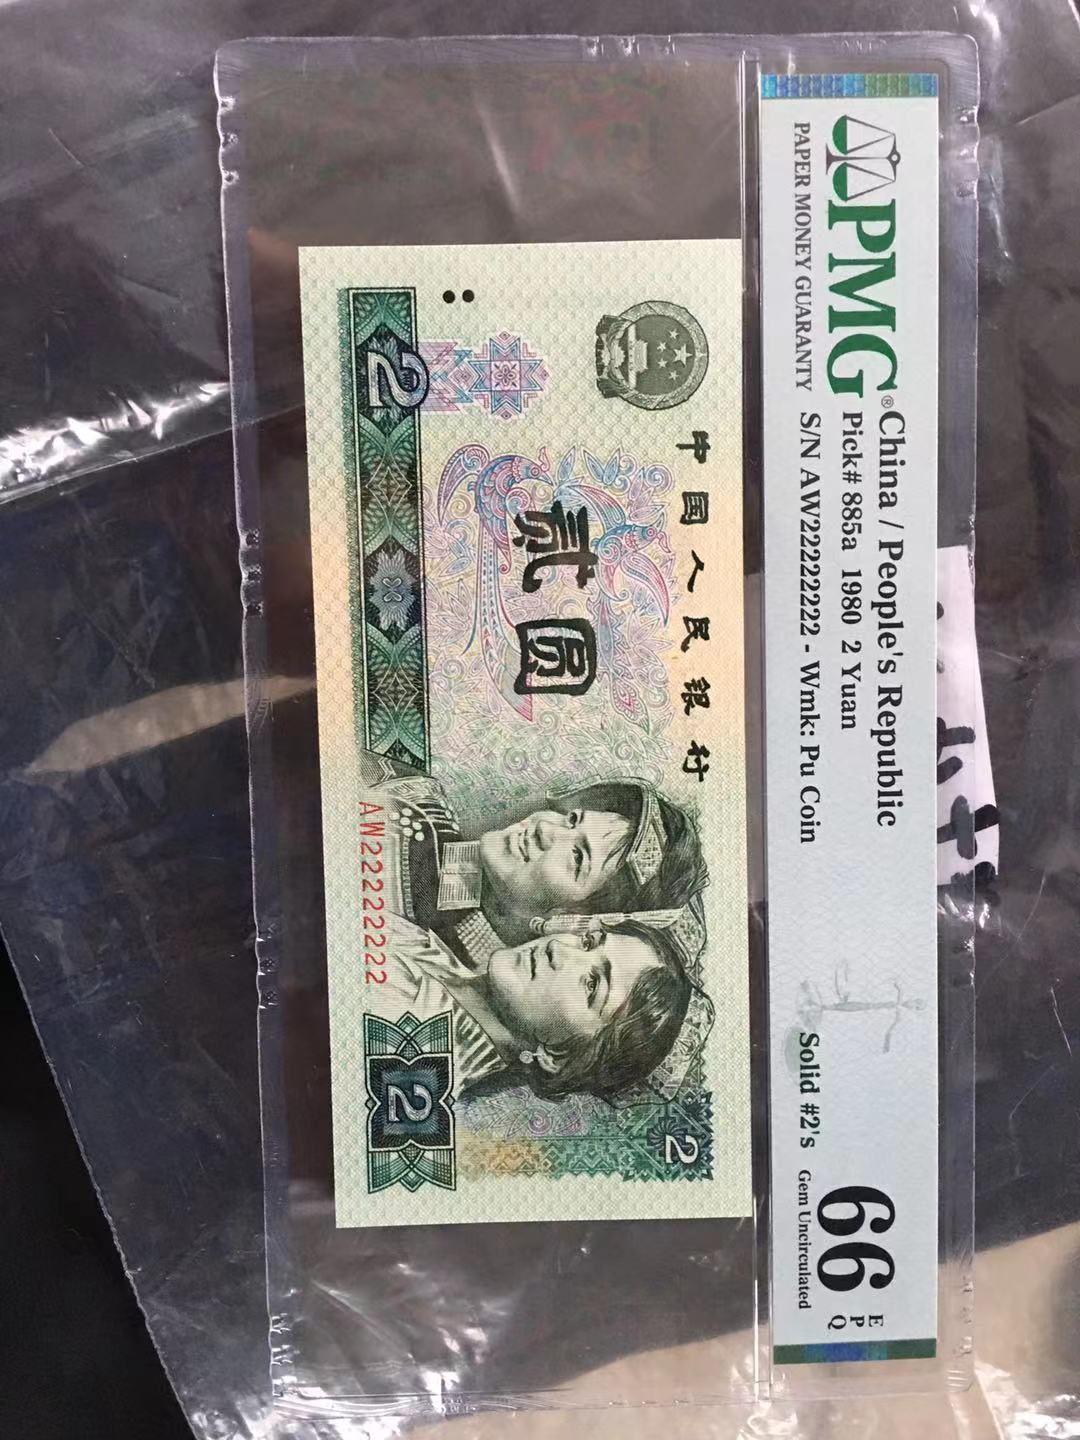 PMG®
PAPER MONEY GUARANTY
China / People's Republic
Pick# 885a 1980 2 Yuan
S/N AW22222222 - Wmk: Pu Coin
Solid #2's
66
EPQ
Gem Uncirculated
中国人民银行
贰圆
2
AW22222222
2
2